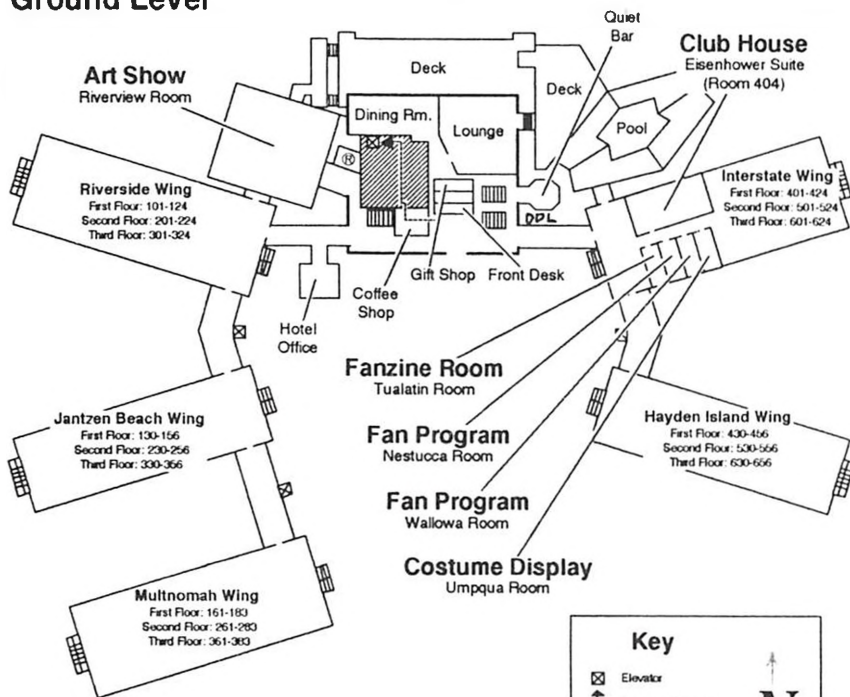 Ground Level
Quiet
Bar
Club House
Eisenhower Suite
(Room 404)
Art Show
Riverview Room
Deck
Deck
Dining Rm.
Lounge
Pool
Riverside Wing
First Floor: 101-124
Second Floor: 201-224
Third Floor: 301-324
Interstate Wing
First Floor: 401-424
Second Floor: 501-524
Third Floor: 601-624
DDL
Gift Shop
Front Desk
Coffee
Shop
Hotel
Office
Fanzine Room
Tualatin Room
Jantzen Beach Wing
First Floor: 130-156
Second Floor: 230-256
Third Floor: 330-356
Fan Program
Nestucca Room
Hayden Island Wing
First Floor: 430-456
Second Floor: 530-556
Third Floor: 630-656
Fan Program
Wallowa Room
Costume Display
Umpqua Room
Multnomah Wing
First Floor: 161-183
Second Floor: 261-283
Third Floor: 361-383
Key
Elevator
N